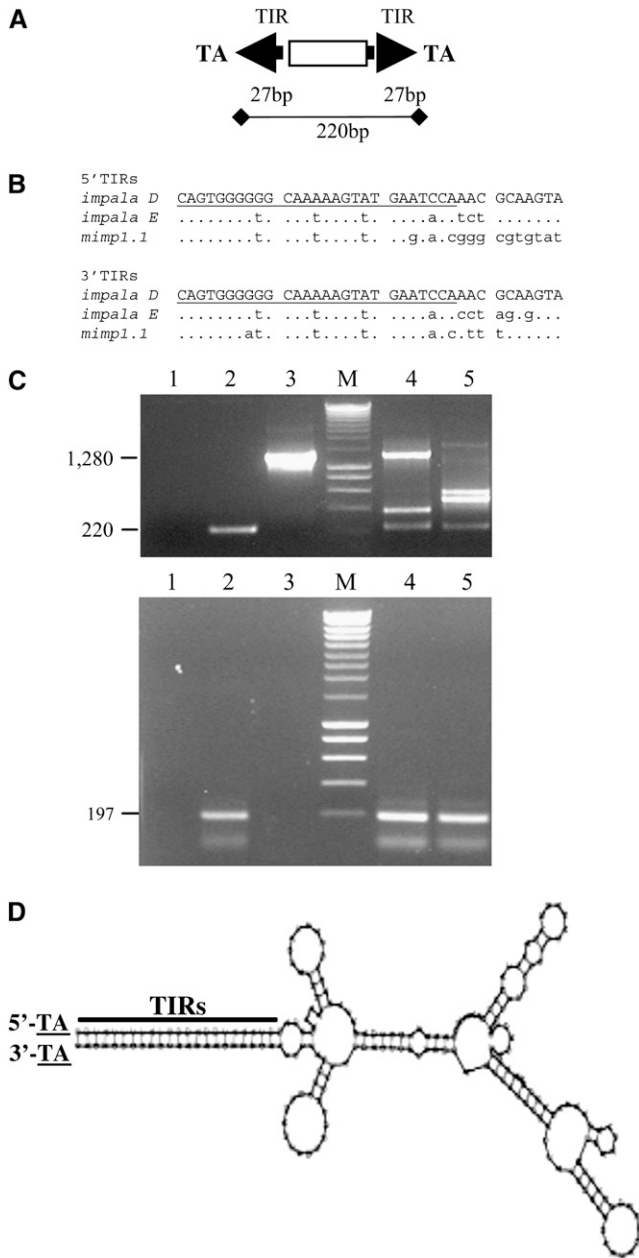 A
TIR TIR
TA TA
27bp 27bp
220bp
B
5'TIRs
impala D CAGTGGGGGG CAAAAAGTAT GAATCCAAAC GCAAGTA
impala E ........t. ....t...t. ....a..tct .......
mimp1.1 ........t. ....t...t. ..g.a.cggg cgtgtat
3'TIRs
impala D CAGTGGGGGG CAAAAAGTAT GAATCCAAAC GCAAGTA
impala E ........t. ....t...t. ....a..cct ag.g...
mimp1.1 .......at. ....t...t. ....a.c.tt t......
C
1 2 3 M 4 5
1,280
220
1 2 3 M 4 5
197
D
TIRs
5'-TA
3'-TA